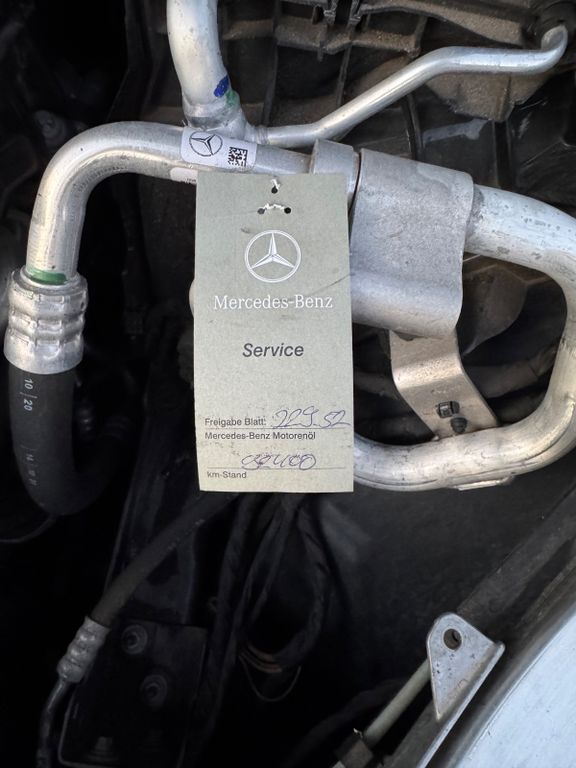 Mercedes-Benz
Service
Freigabe Blatt: 229.52
Mercedes-Benz Motorenöl
km-Stand
10 | 20